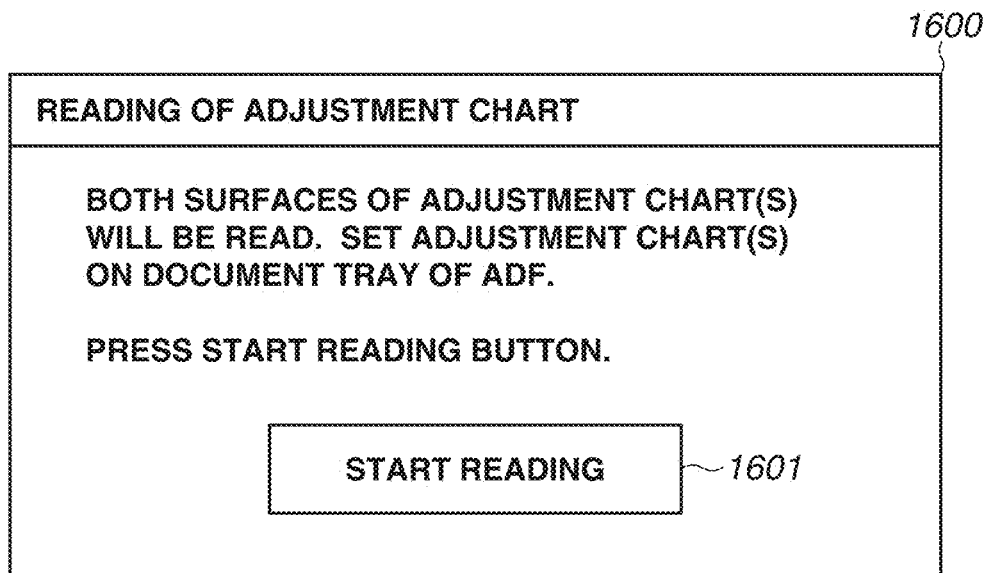 1600
READING OF ADJUSTMENT CHART
BOTH SURFACES OF ADJUSTMENT CHART(S)
WILL BE READ. SET ADJUSTMENT CHART(S)
ON DOCUMENT TRAY OF ADF.
PRESS START READING BUTTON.
START READING
1601